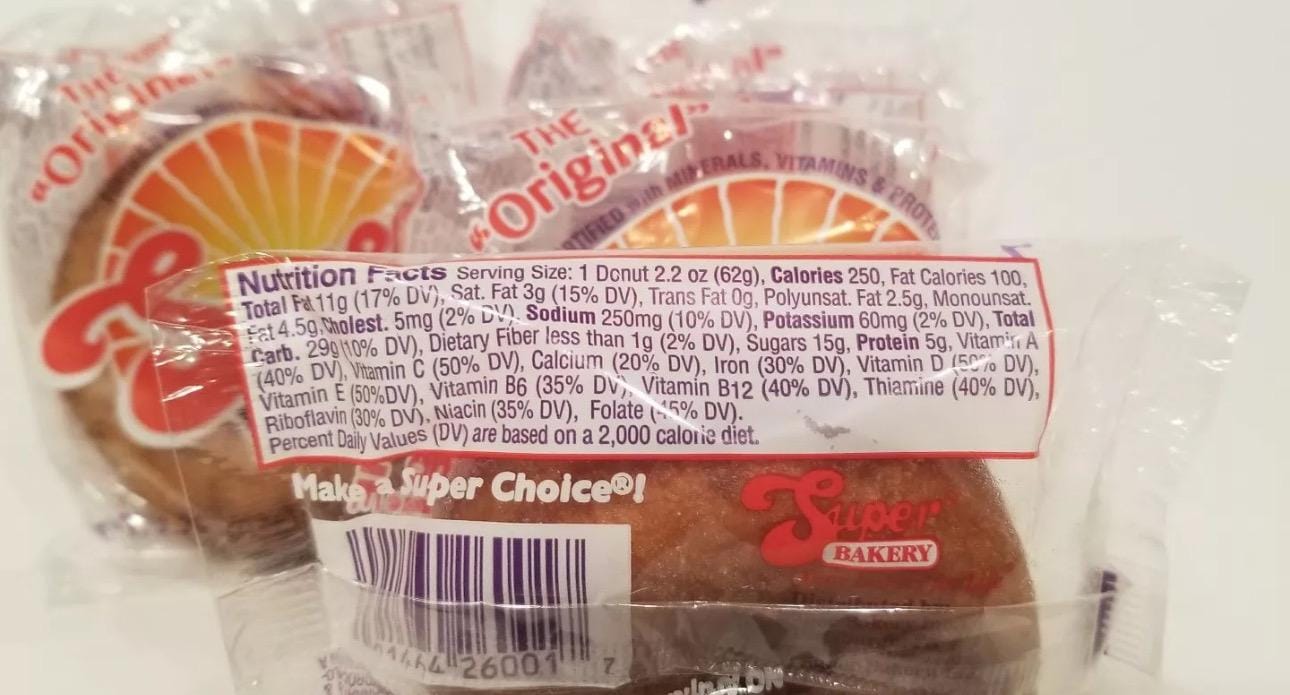 THE
"Original"
THE
"Original"
FORTIFIED with MINERALS, VITAMINS & PROTE
Nutrition Facts Serving Size: 1 Donut 2.2 oz (62g), Calories 250, Fat Calories 100,
Total Fat 11g (17% DV), Sat. Fat 3g (15% DV), Trans Fat 0g, Polyunsat. Fat 2.5g, Monounsat.
Fat 4.5g, Cholest. 5mg (2% DV), Sodium 250mg (10% DV), Potassium 60mg (2% DV), Total
Carb. 29g (10% DV), Dietary Fiber less than 1g (2% DV), Sugars 15g, Protein 5g, Vitamin A
(40% DV), Vitamin C (50% DV), Calcium (20% DV), Iron (30% DV), Vitamin D (50% DV),
Vitamin E (50%DV), Vitamin B6 (35% DV), Vitamin B12 (40% DV), Thiamine (40% DV),
Riboflavin (30% DV), Niacin (35% DV), Folate (45% DV).
Percent Daily Values (DV) are based on a 2,000 calorie diet.
Make a Super Choice®!
Super
BAKERY
Distributed by
26001 7